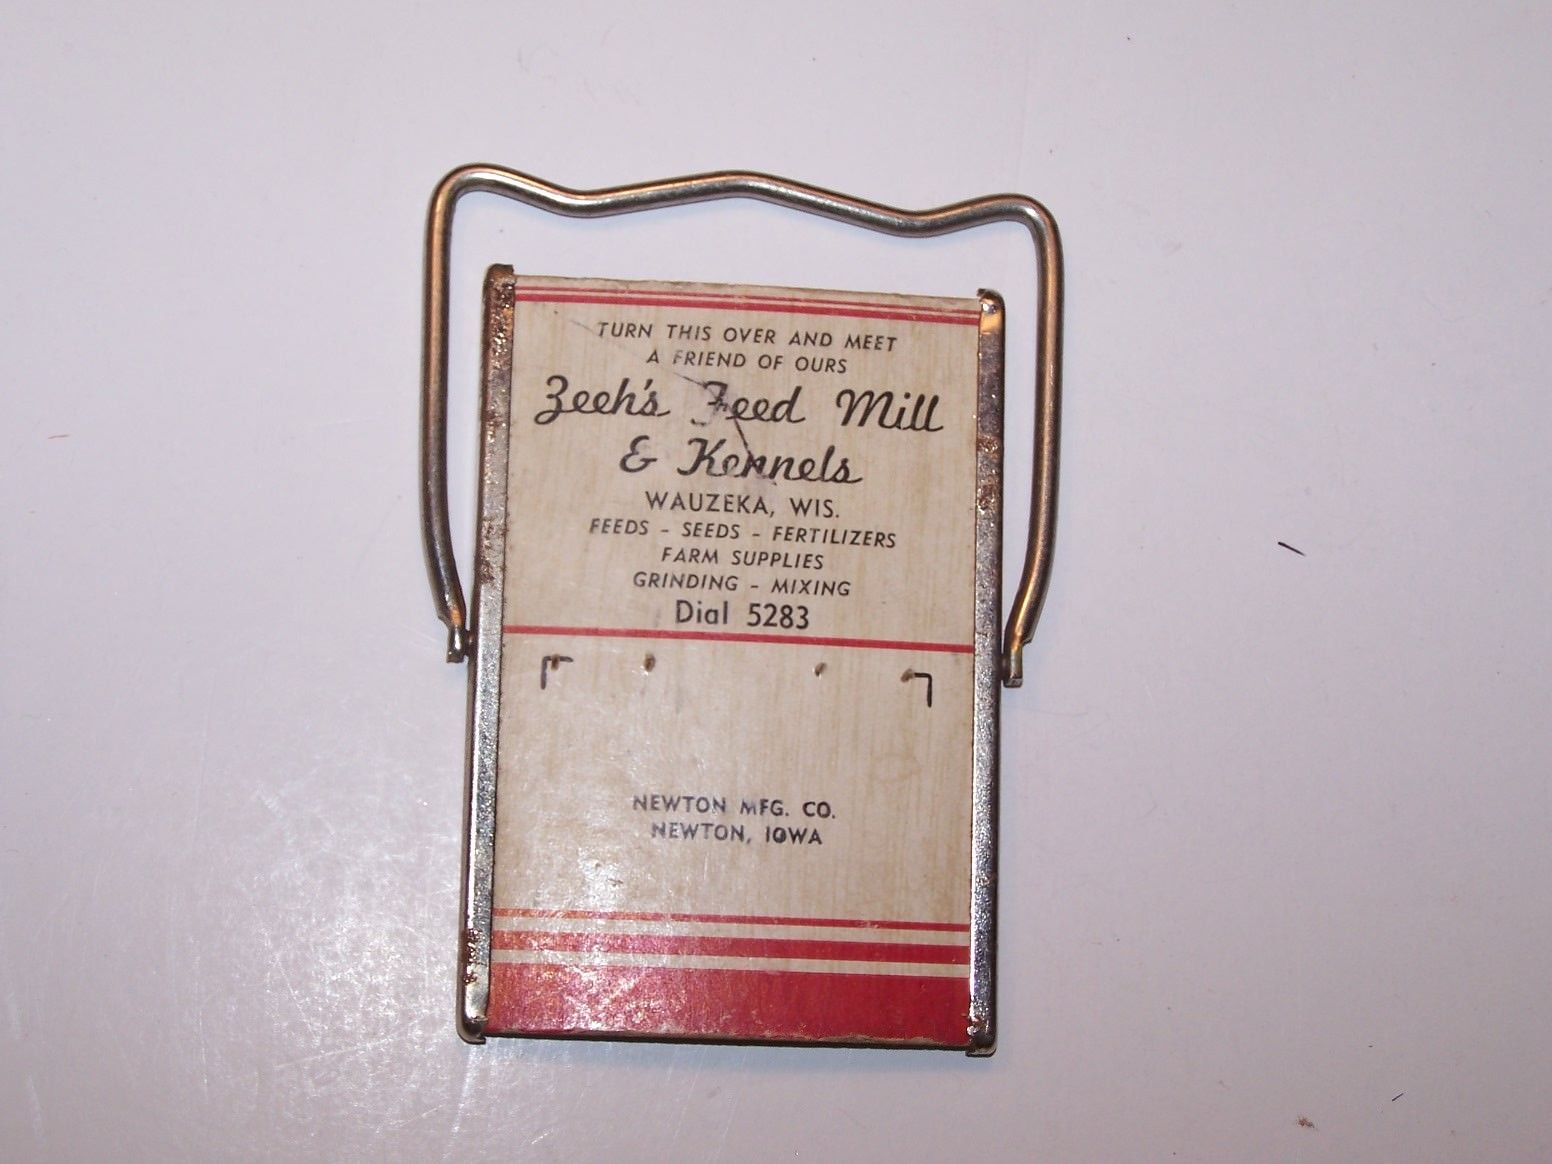 TURN THIS OVER AND MEET
A FRIEND OF OURS
Zeeh's Feed Mill
& Kennels
WAUZEKA, WIS.
FEEDS - SEEDS - FERTILIZERS
FARM SUPPLIES
GRINDING - MIXING
Dial 5283
NEWTON MFG. CO.
NEWTON, IOWA